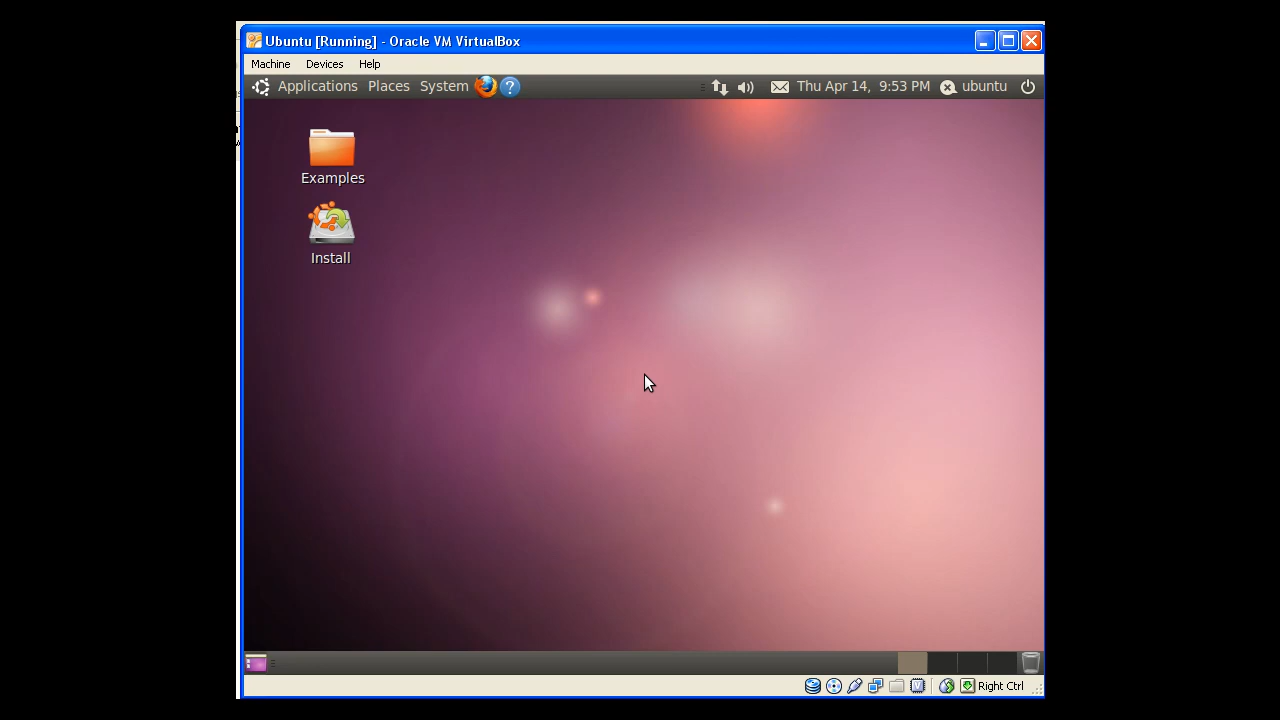 Ubuntu [Running] - Oracle VM VirtualBox
Machine Devices Help
Applications Places System ? Thu Apr 14, 9:53 PM ubuntu
Examples
Install
Right Ctrl